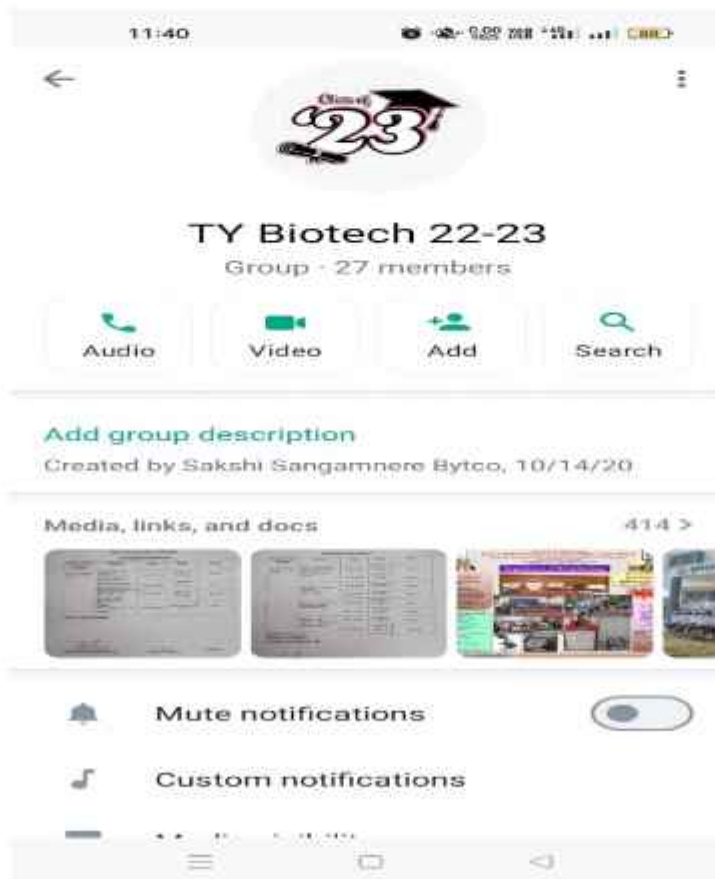 11:40
Class of
'23
TY Biotech 22-23
Group · 27 members
Audio Video Add Search
Add group description
Created by Sakshi Sangamnere Bytco, 10/14/20
Media, links, and docs 414 >
Mute notifications
Custom notifications